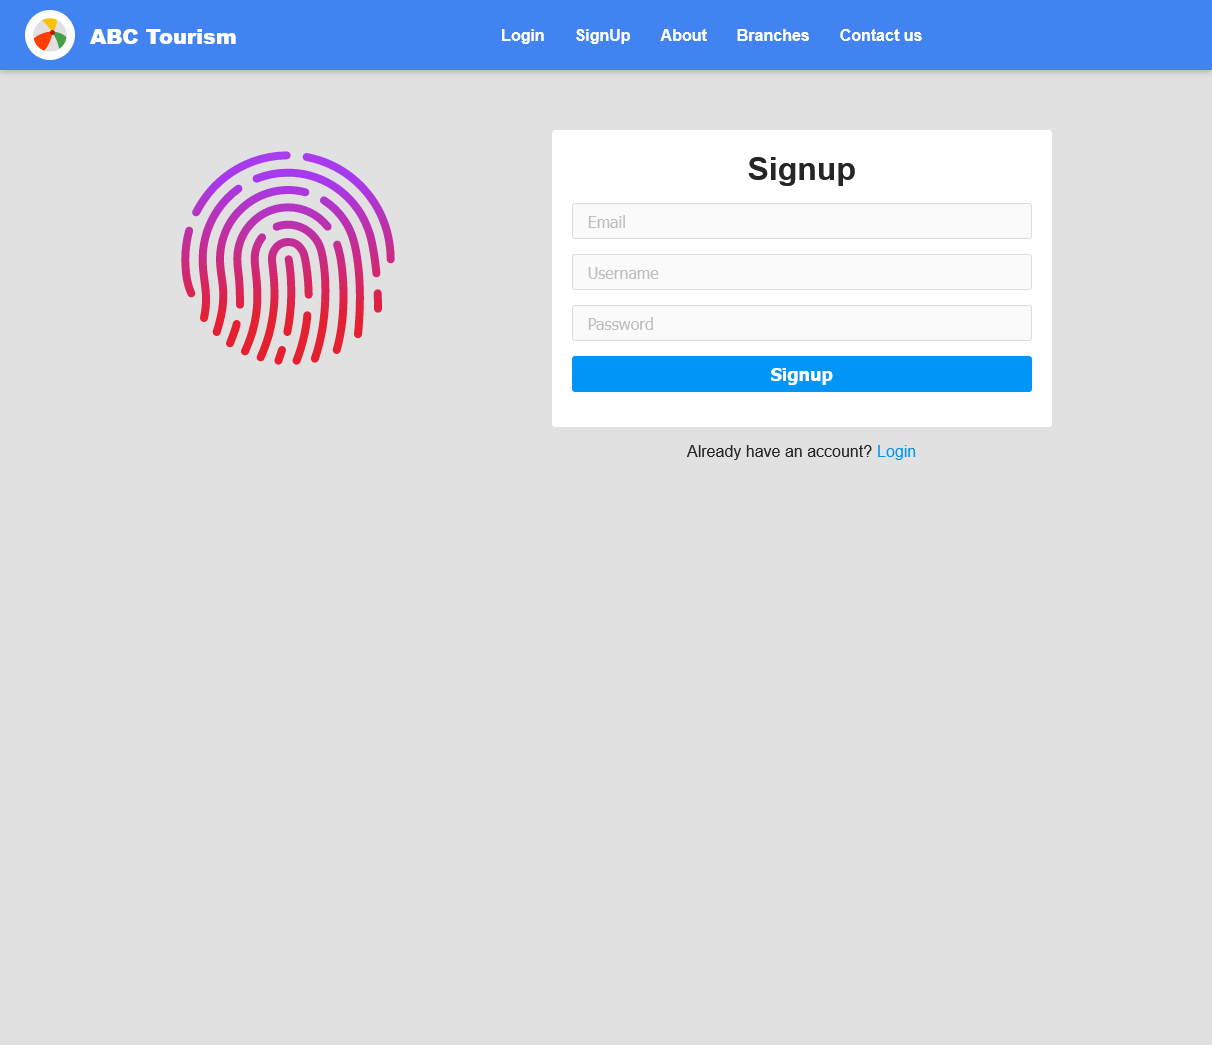 ABC Tourism
Login SignUp About Branches Contact us
Signup
Email
Username
Password
Signup
Already have an account? Login